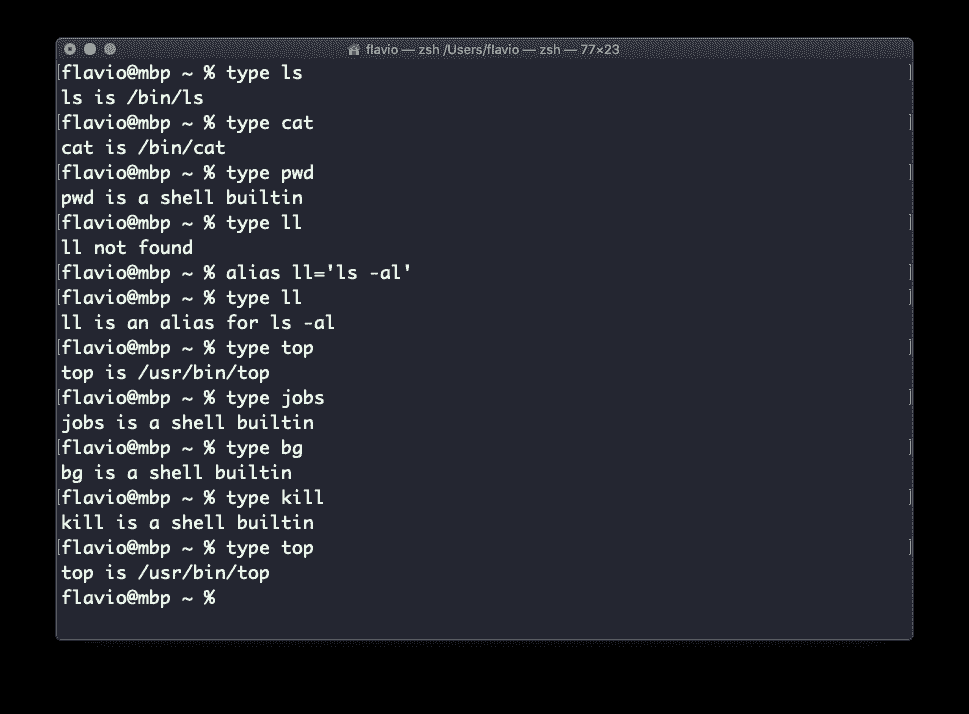 flavio — zsh /Users/flavio — zsh — 77×23
[flavio@mbp ~ % type ls ]
ls is /bin/ls
[flavio@mbp ~ % type cat ]
cat is /bin/cat
[flavio@mbp ~ % type pwd ]
pwd is a shell builtin
[flavio@mbp ~ % type ll ]
ll not found
[flavio@mbp ~ % alias ll='ls -al' ]
[flavio@mbp ~ % type ll ]
ll is an alias for ls -al
[flavio@mbp ~ % type top ]
top is /usr/bin/top
[flavio@mbp ~ % type jobs ]
jobs is a shell builtin
[flavio@mbp ~ % type bg ]
bg is a shell builtin
[flavio@mbp ~ % type kill ]
kill is a shell builtin
[flavio@mbp ~ % type top ]
top is /usr/bin/top
flavio@mbp ~ %